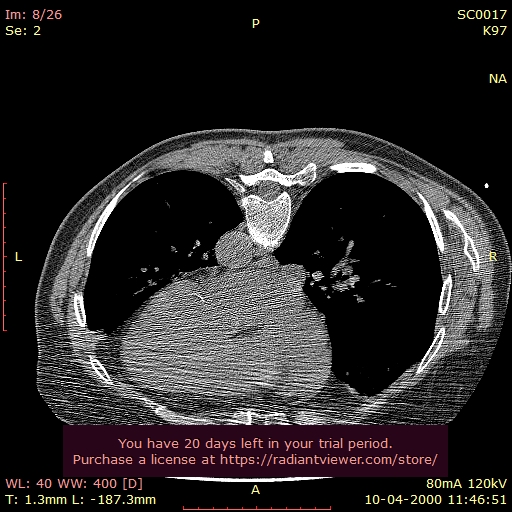 Im: 8/26
Se: 2
P
SC0017
K97
NA
L
R
You have 20 days left in your trial period.
Purchase a license at https://radiantviewer.com/store/
WL: 40 WW: 400 [D]
T: 1.3mm L: -187.3mm
A
80mA 120kV
10-04-2000 11:46:51